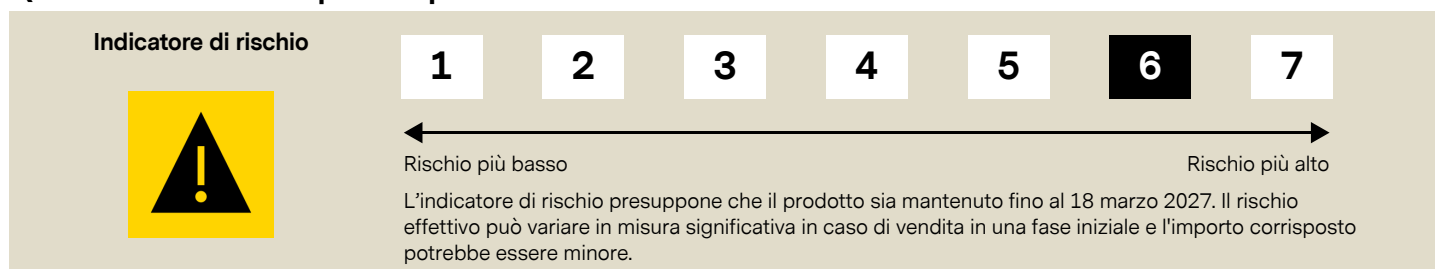 Indicatore di rischio
1 2 3 4 5 6 7
!
Rischio più basso Rischio più alto
L'indicatore di rischio presuppone che il prodotto sia mantenuto fino al 18 marzo 2027. Il rischio
effettivo può variare in misura significativa in caso di vendita in una fase iniziale e l'importo corrisposto
potrebbe essere minore.